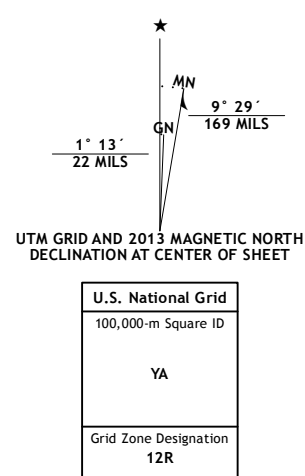 MN
GN
9° 29´
169 MILS
1° 13´
22 MILS
UTM GRID AND 2013 MAGNETIC NORTH
DECLINATION AT CENTER OF SHEET
U.S. National Grid
100,000-m Square ID
YA
Grid Zone Designation
12R